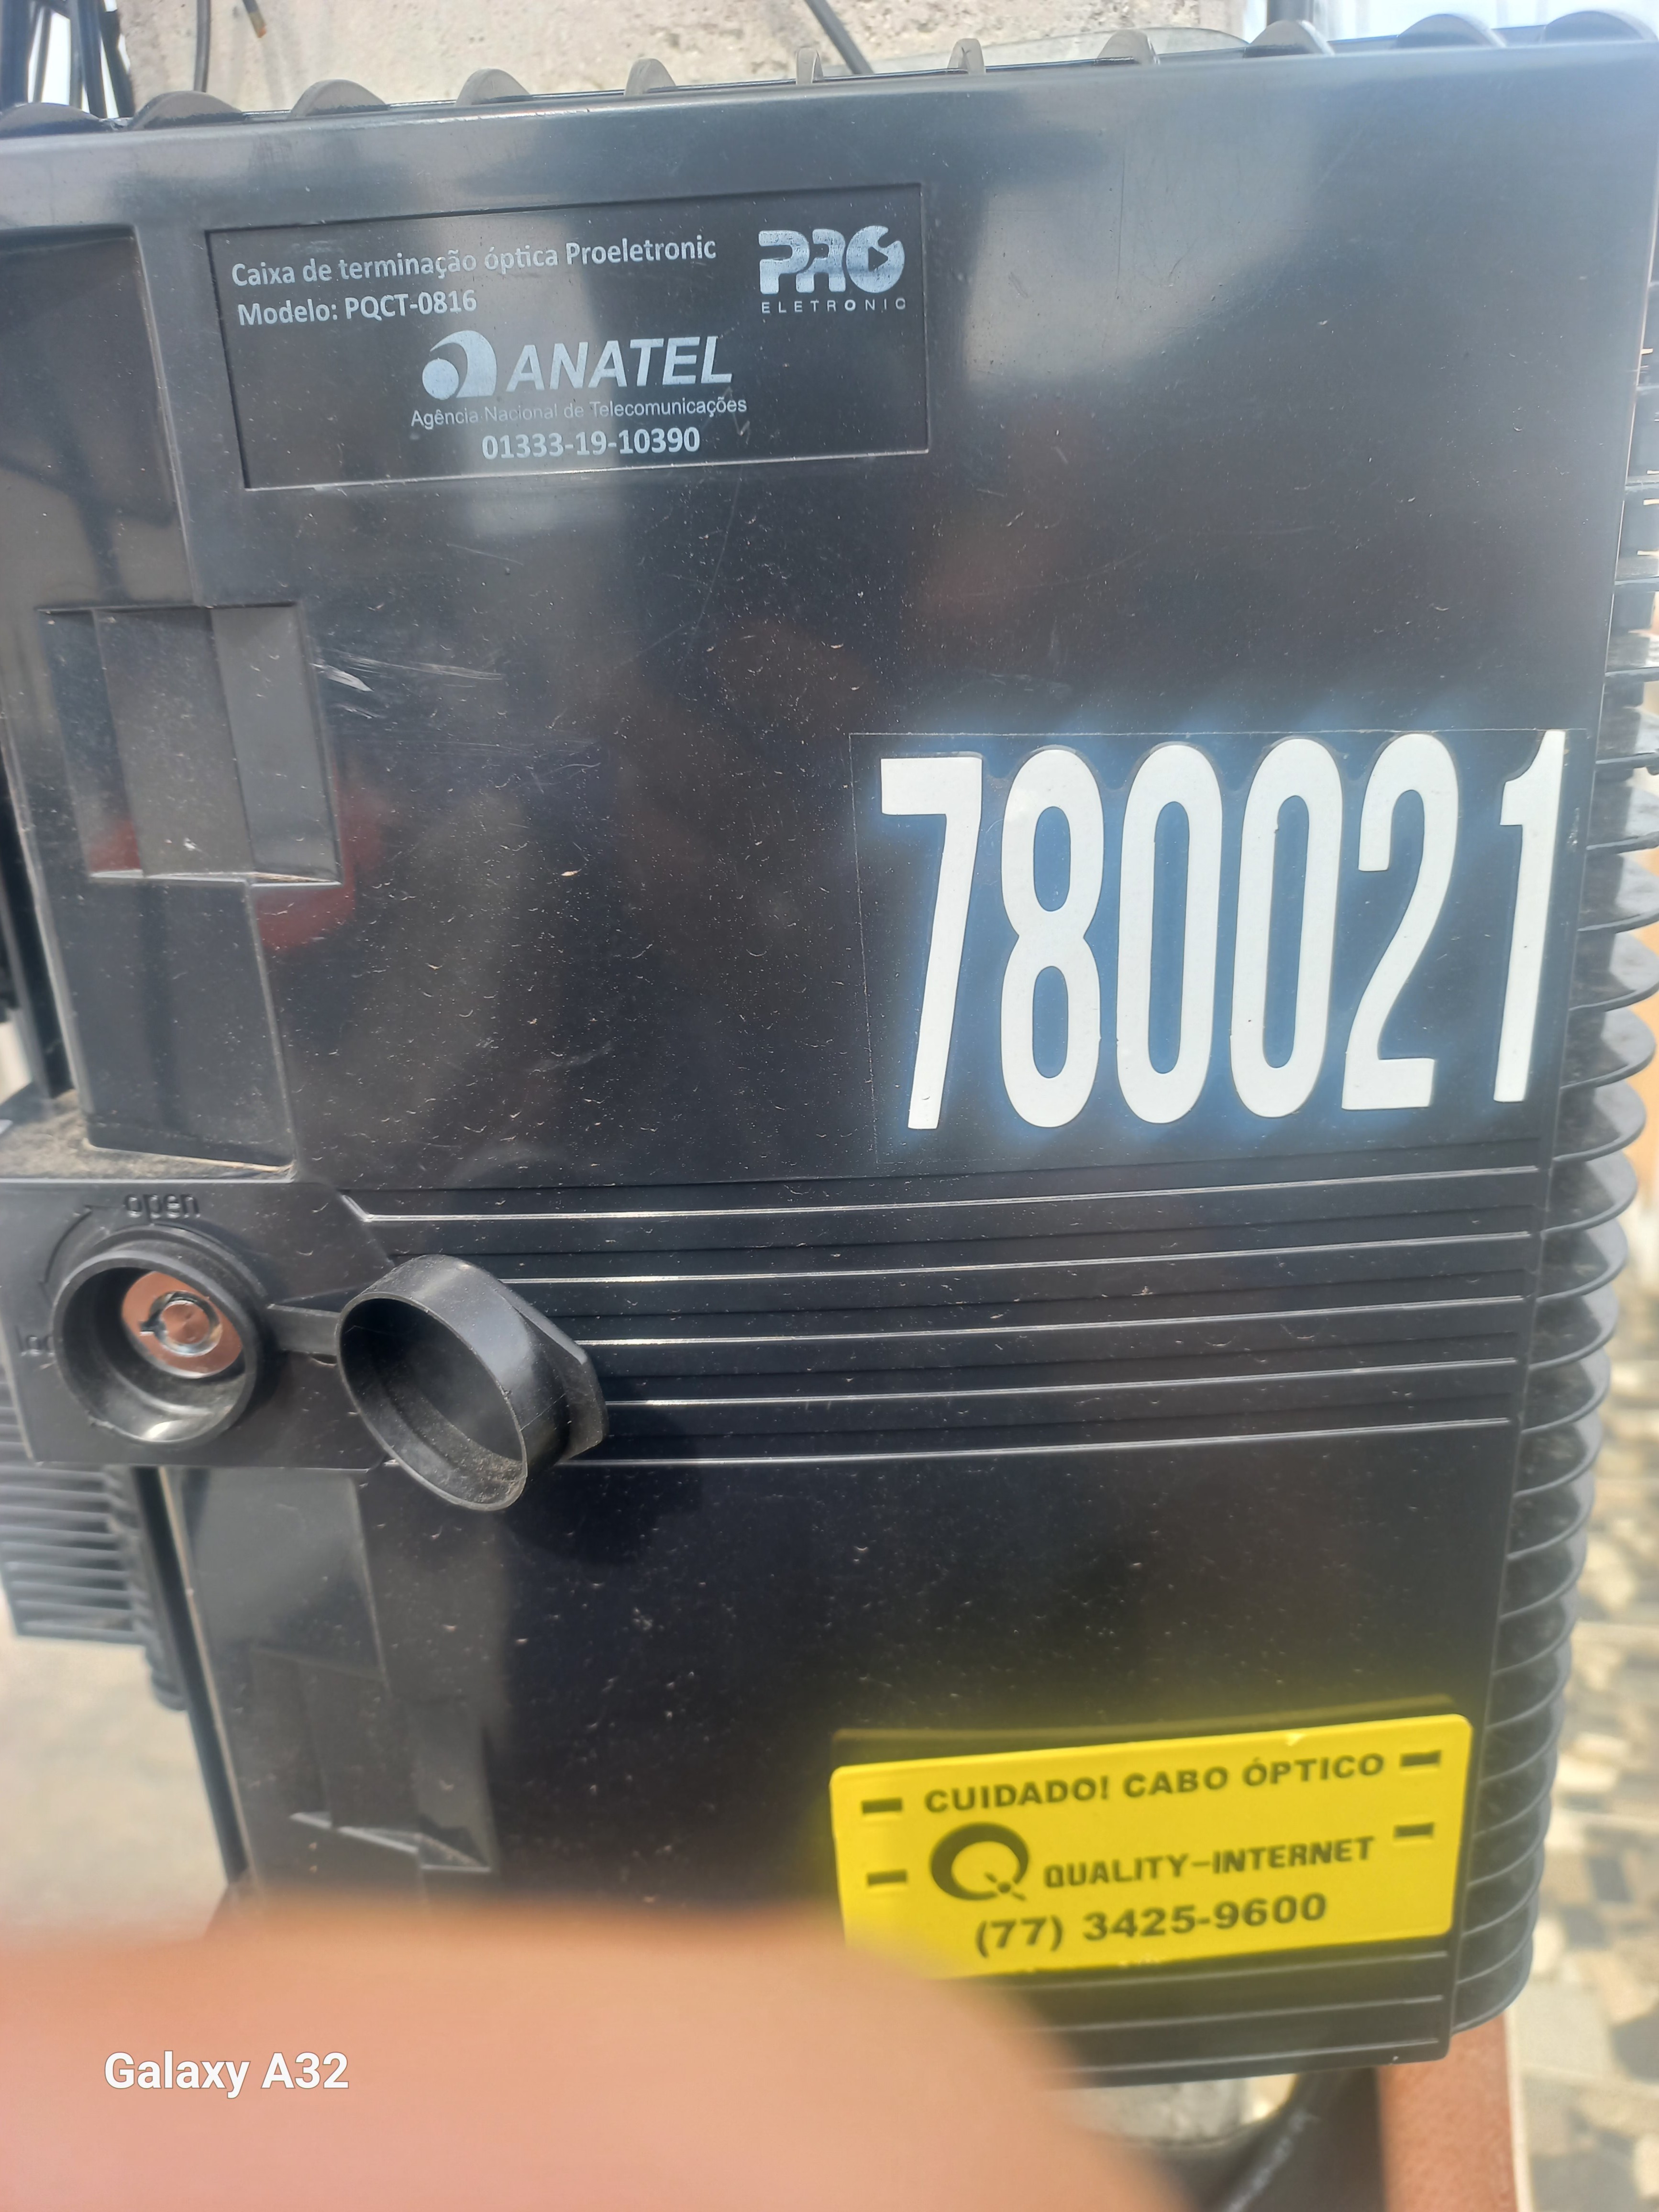 Caixa de terminação óptica Proeletronic
Modelo: PQCT-0816
PRO
ELETRONIC
ANATEL
Agência Nacional de Telecomunicações
01333-19-10390
780021
open
CUIDADO! CABO ÓPTICO
QUALITY-INTERNET
(77) 3425-9600
Galaxy A32